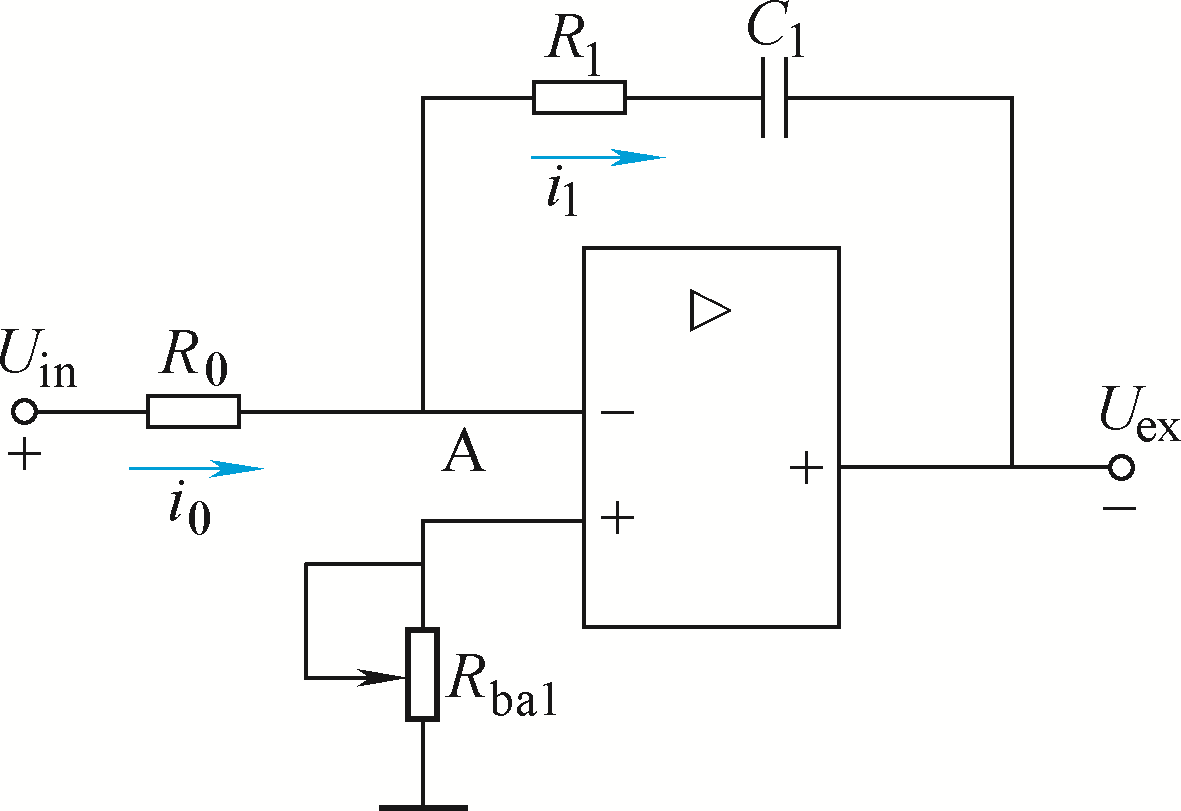 R1
C1
i1
Uin
R0
+
i0
A
−
+
+
Uex
−
Rba1